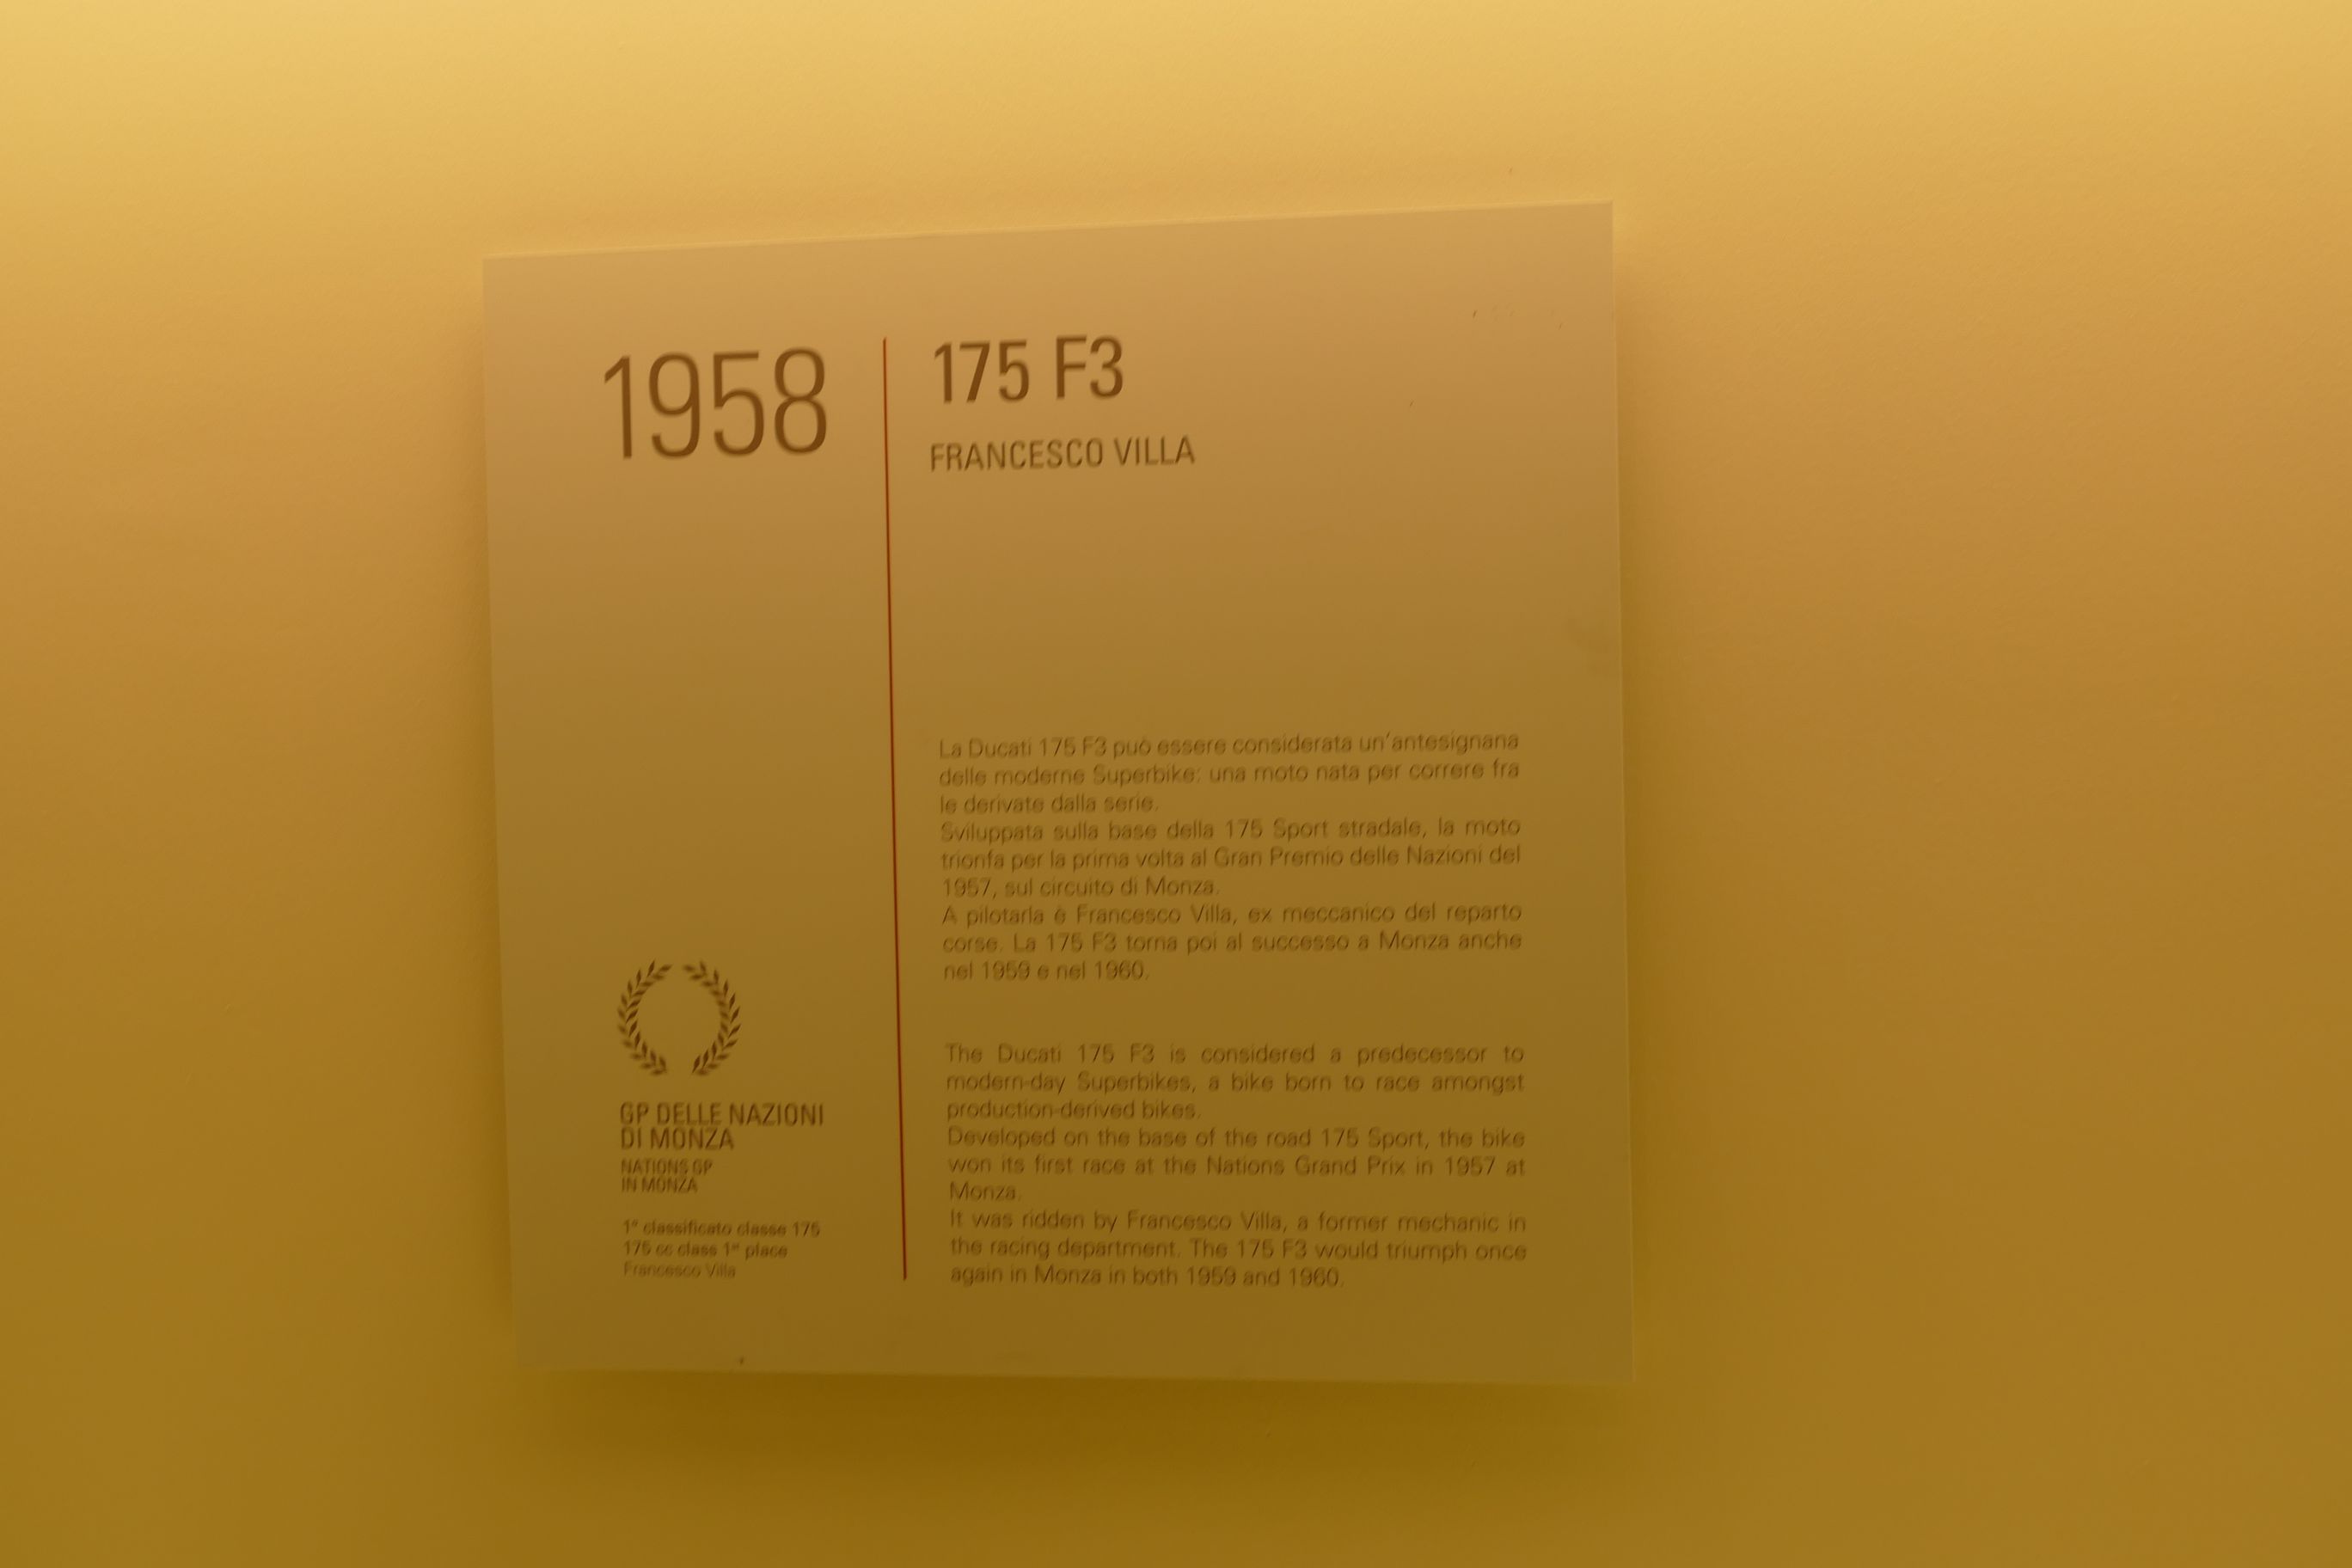 1958
175 F3
FRANCESCO VILLA
La Ducati 175 F3 può essere considerata un'antesignana
delle moderne Superbike: una moto nata per correre fra
le derivate dalla serie.
Sviluppata sulla base della 175 Sport stradale, la moto
trionfa per la prima volta al Gran Premio delle Nazioni del
1957, sul circuito di Monza.
A pilotarla è Francesco Villa, ex meccanico del reparto
corse. La 175 F3 torna poi al successo a Monza anche
nel 1959 e nel 1960.
The Ducati 175 F3 is considered a predecessor to
modern-day Superbikes, a bike born to race amongst
production-derived bikes.
Developed on the base of the road 175 Sport, the bike
won its first race at the Nations Grand Prix in 1957 at
Monza.
It was ridden by Francesco Villa, a former mechanic in
the racing department. The 175 F3 would triumph once
again in Monza in both 1959 and 1960.
GP DELLE NAZIONI
DI MONZA
NATIONS GP
IN MONZA
1° classificato classe 175
175 cc class 1st place
Francesco Villa